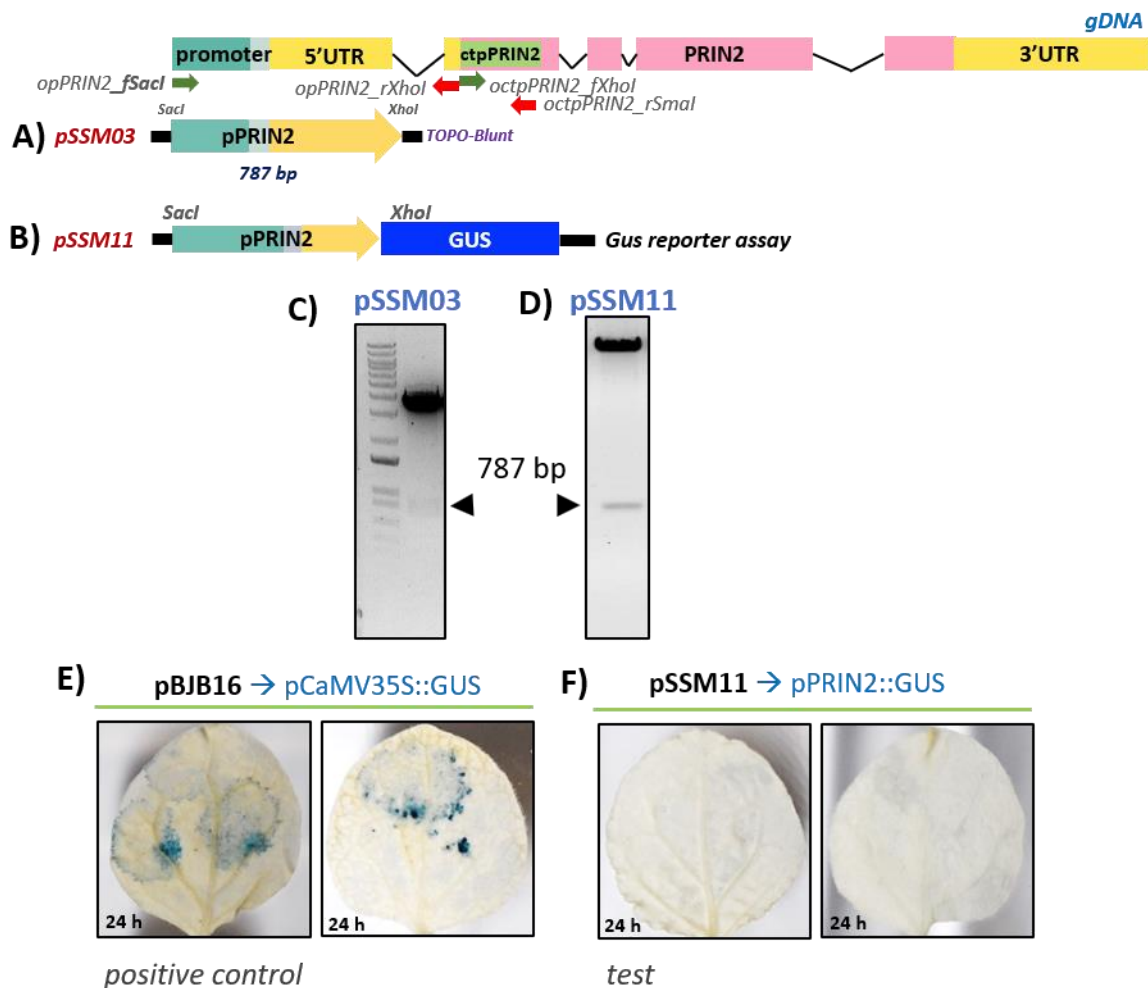 gDNA
promoter 5'UTR ctpPRIN2 PRIN2 3'UTR
opPRIN2_fSacI opPRIN2_rXhoI octpPRIN2_fXhoI
octpPRIN2_rSmaI
SacI XhoI
A) pSSM03 pPRIN2 TOPO-Blunt
787 bp
SacI XhoI
B) pSSM11 pPRIN2 GUS Gus reporter assay
C) pSSM03 D) pSSM11
787 bp
E) pBJB16 → pCaMV35S::GUS F) pSSM11 → pPRIN2::GUS
24 h 24 h 24 h 24 h
positive control test